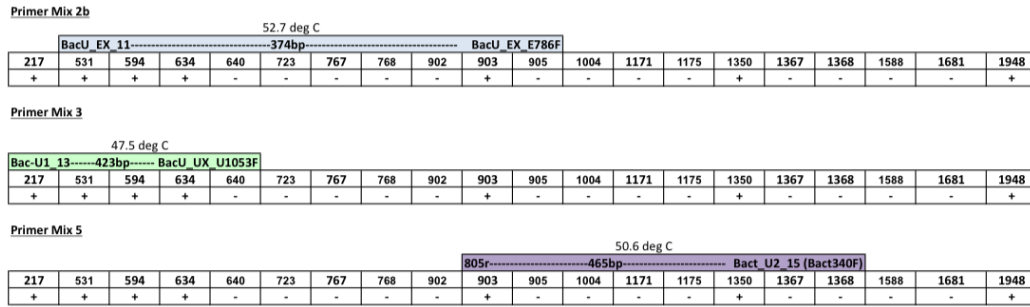 Primer Mix 2b
52.7 deg C
BacU_EX_11-----------------------------------374bp-------------------------------------- BacU_EX_E786F
217 531 594 634 640 723 767 768 902 903 905 1004 1171 1175 1350 1367 1368 1588 1681 1948
+ + + + - - - - - + - - - - + - - - - +
Primer Mix 3
47.5 deg C
Bac-U1_13------423bp------ BacU_UX_U1053F
217 531 594 634 640 723 767 768 902 903 905 1004 1171 1175 1350 1367 1368 1588 1681 1948
+ + + + - - - - - + - - - - + - - - - +
Primer Mix 5
50.6 deg C
805r-------------------------465bp-------------------------- Bact_U2_15 (Bact340F)
217 531 594 634 640 723 767 768 902 903 905 1004 1171 1175 1350 1367 1368 1588 1681 1948
+ + + + - - - - - + - - - - + - - - - +